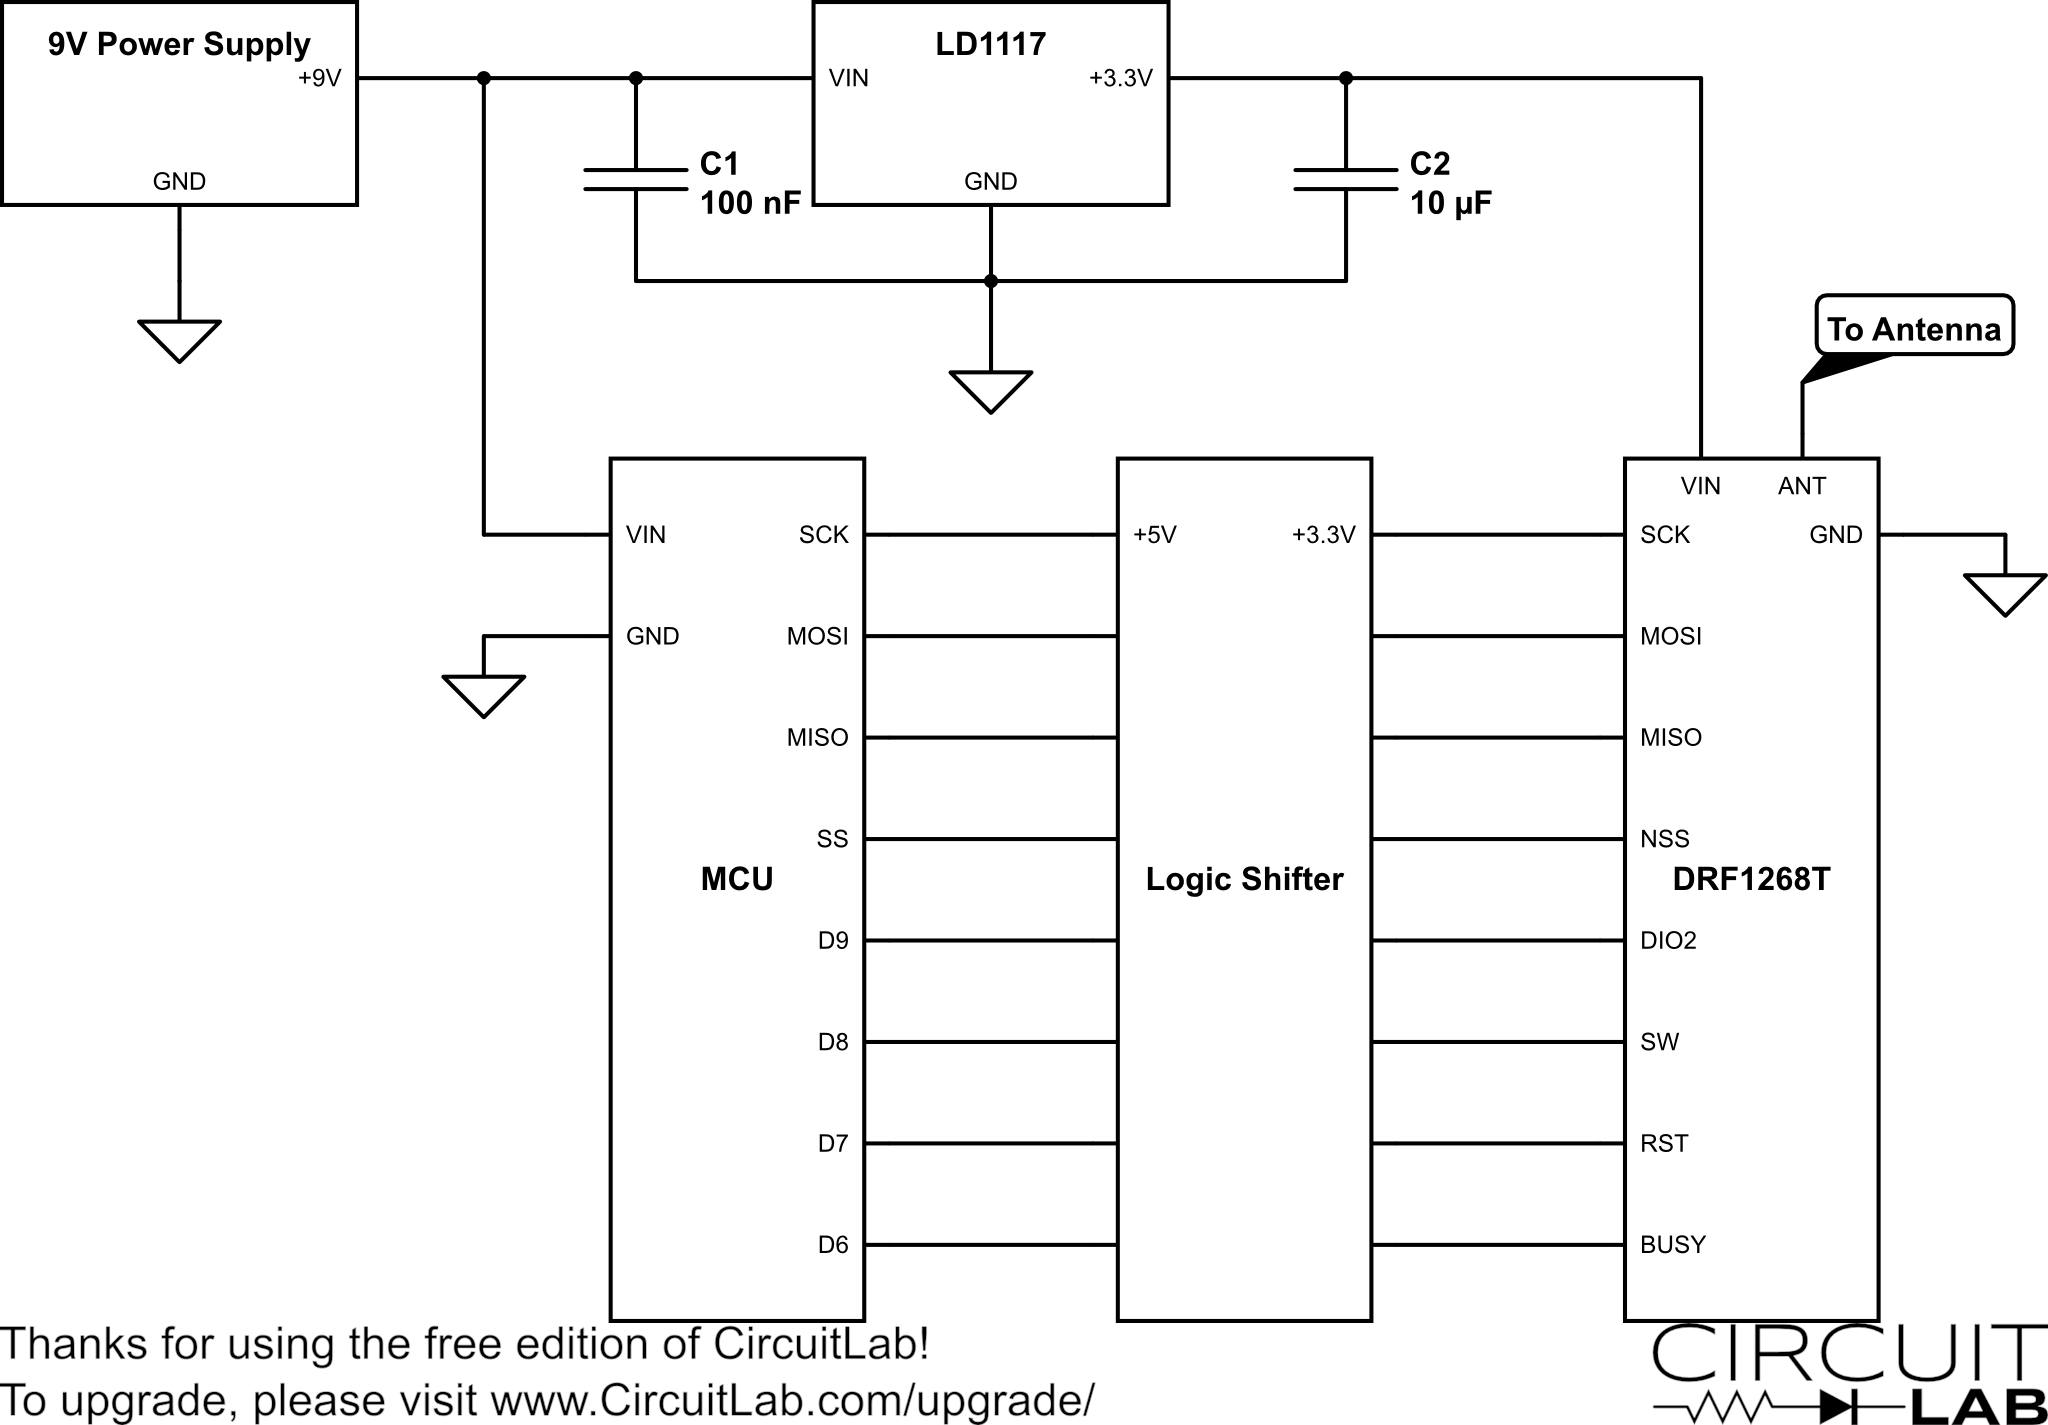 9V Power Supply
+9V
GND
LD1117
VIN
+3.3V
GND
C1
100 nF
C2
10 µF
To Antenna
VIN
GND
SCK
MOSI
MISO
SS
MCU
D9
D8
D7
D6
+5V
+3.3V
Logic Shifter
VIN
ANT
SCK
GND
MOSI
MISO
NSS
DRF1268T
DIO2
SW
RST
BUSY
Thanks for using the free edition of CircuitLab!
To upgrade, please visit www.CircuitLab.com/upgrade/
CIRCUIT
LAB